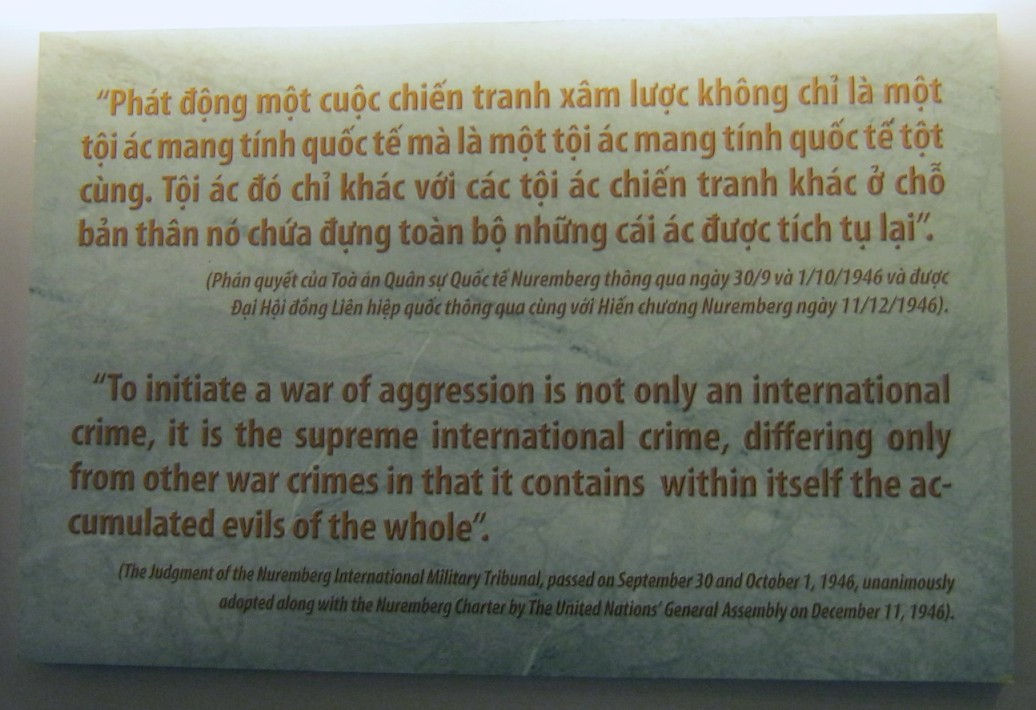 “Phát động một cuộc chiến tranh xâm lược không chỉ là một
tội ác mang tính quốc tế mà là một tội ác mang tính quốc tế tột
cùng. Tội ác đó chỉ khác với các tội ác chiến tranh khác ở chỗ
bản thân nó chứa đựng toàn bộ những cái ác được tích tụ lại”.
(Phán quyết của Toà án Quân sự Quốc tế Nuremberg thông qua ngày 30/9 và 1/10/1946 và được
Đại Hội đồng Liên hiệp quốc thông qua cùng với Hiến chương Nuremberg ngày 11/12/1946).
“To initiate a war of aggression is not only an international
crime, it is the supreme international crime, differing only
from other war crimes in that it contains within itself the ac-
cumulated evils of the whole”.
(The Judgment of the Nuremberg International Military Tribunal, passed on September 30 and October 1, 1946, unanimously
adopted along with the Nuremberg Charter by The United Nations’ General Assembly on December 11, 1946).